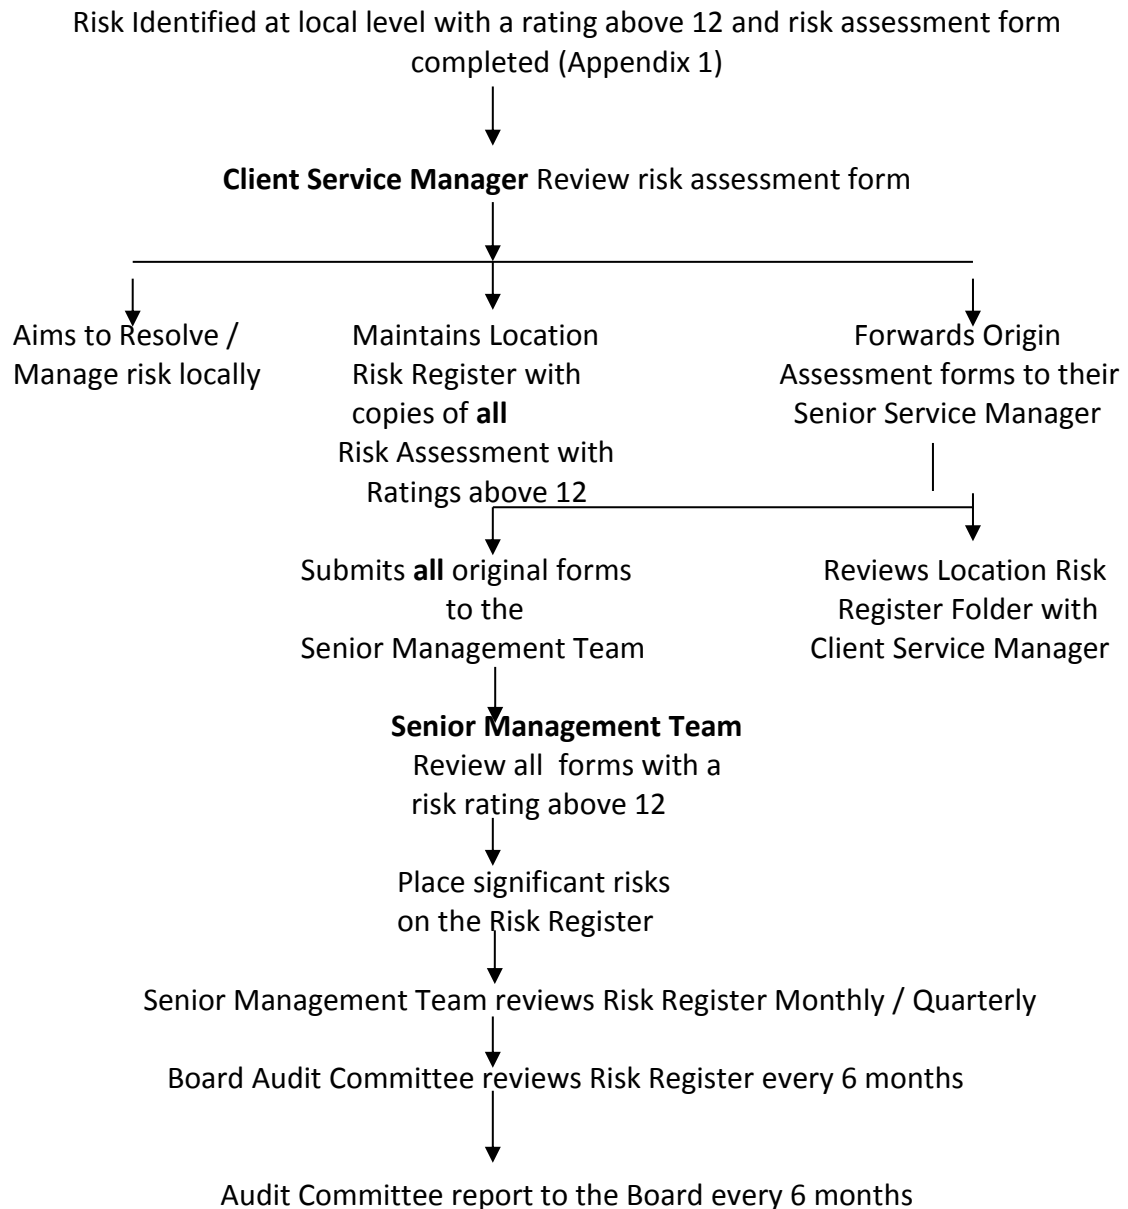 Risk Identified at local level with a rating above 12 and risk assessment form
completed (Appendix 1)
Client Service Manager Review risk assessment form
Aims to Resolve /
Manage risk locally
Maintains Location
Risk Register with
copies of all
Risk Assessment with
Ratings above 12
Forwards Origin
Assessment forms to their
Senior Service Manager
Submits all original forms
to the
Senior Management Team
Reviews Location Risk
Register Folder with
Client Service Manager
Senior Management Team
Review all forms with a
risk rating above 12
Place significant risks
on the Risk Register
Senior Management Team reviews Risk Register Monthly / Quarterly
Board Audit Committee reviews Risk Register every 6 months
Audit Committee report to the Board every 6 months